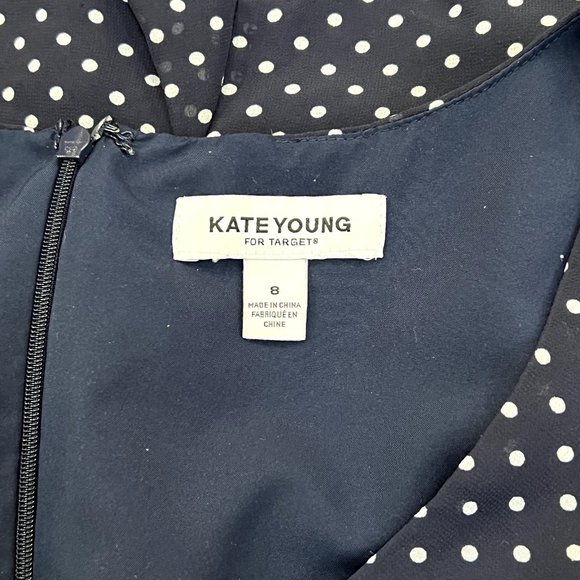 KATE YOUNG
FOR TARGET®
8
MADE IN CHINA
FABRIQUÉ EN
CHINE